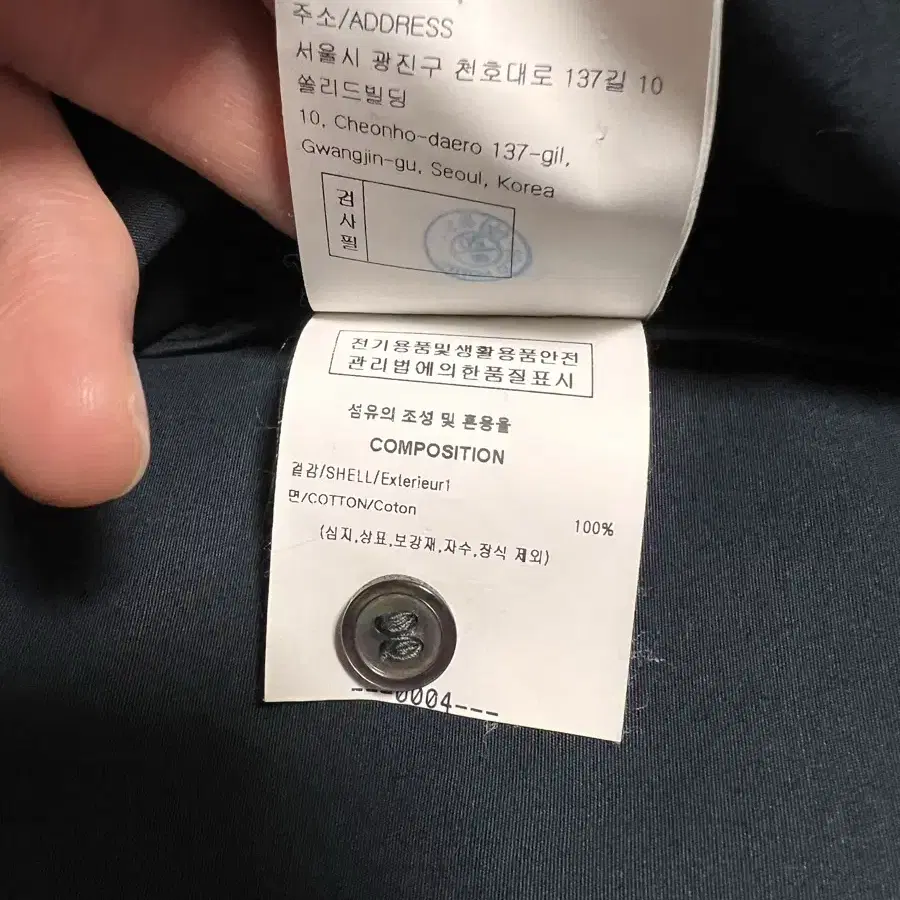 주소/ADDRESS
서울시 광진구 천호대로 137길 10
쏠리드빌딩
10, Cheonho-daero 137-gil,
Gwangjin-gu, Seoul, Korea
검사필
전기용품및생활용품안전
관리법에의한품질표시
섬유의 조성 및 혼용율
COMPOSITION
겉감/SHELL/Exterieur1
면/COTTON/Coton 100%
(심지,상표,보강재,자수,장식 제외)
---0004---